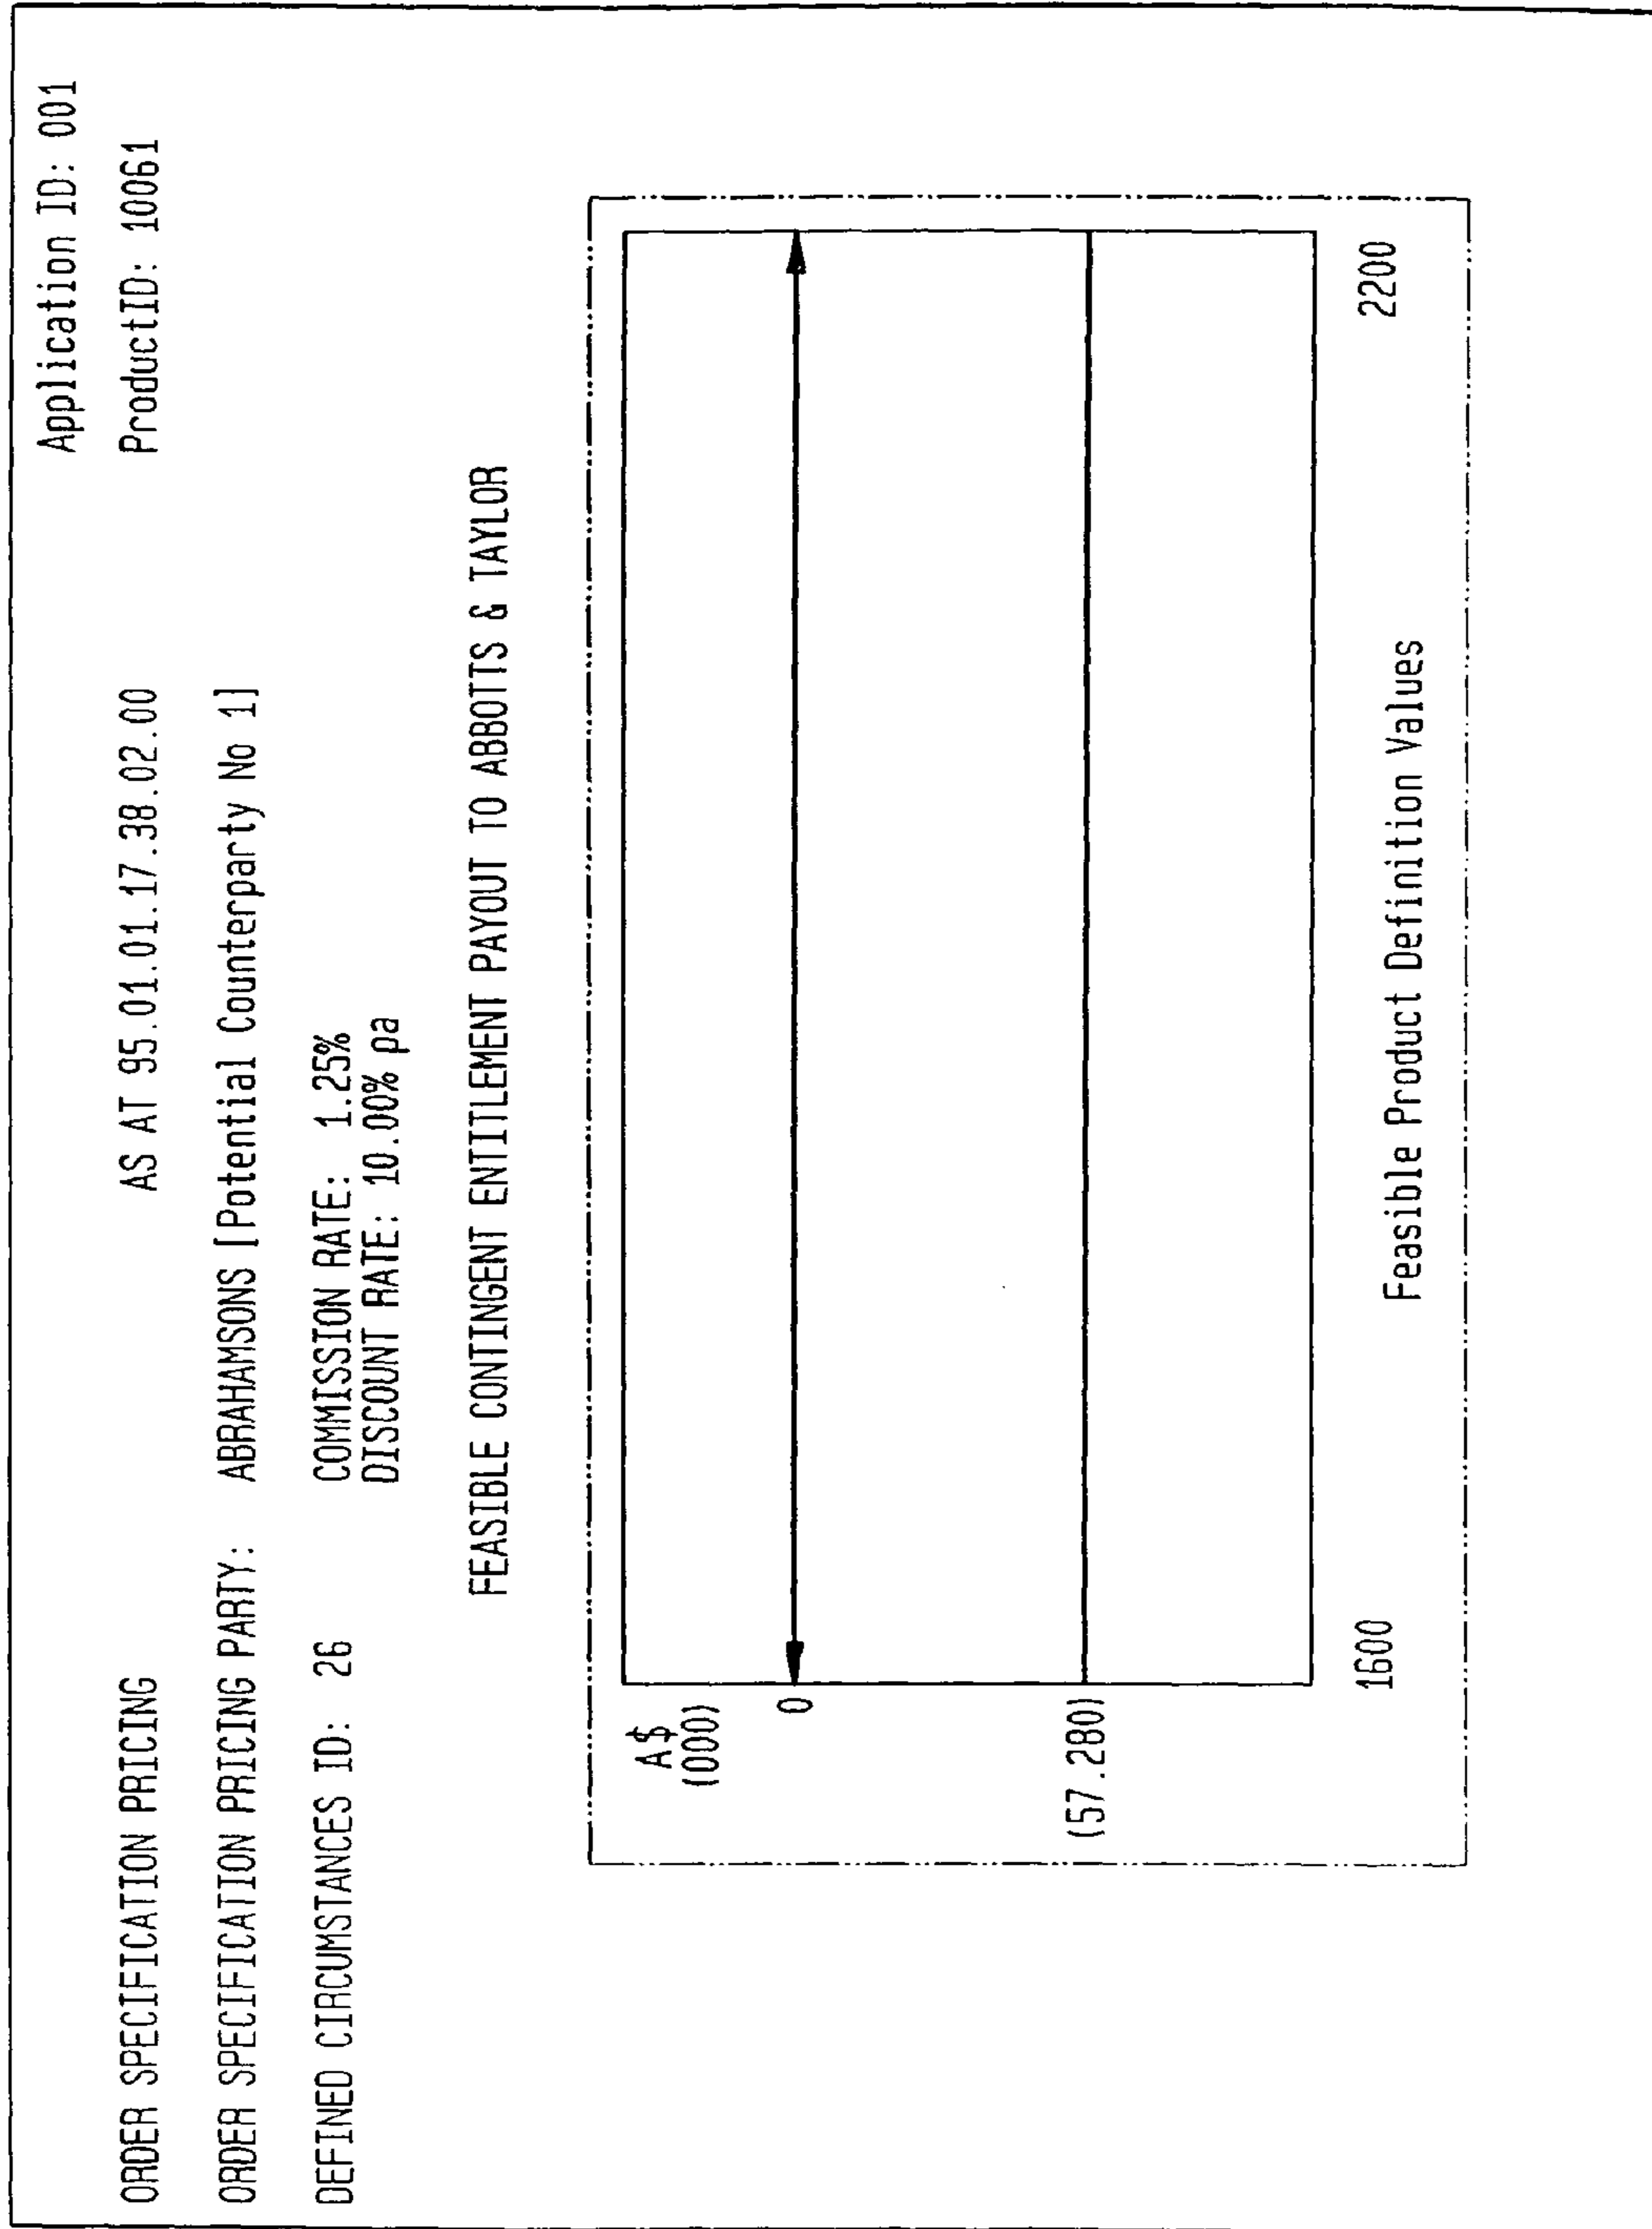 Application ID: 001
ORDER SPECIFICATION PRICING AS AT 95.01.01.17.38.02.00 ProductID: 10061
ORDER SPECIFICATION PRICING PARTY: ABRAHAMSONS [Potential Counterparty No 1]
DEFINED CIRCUMSTANCES ID: 26 COMMISSION RATE: 1.25%
DISCOUNT RATE: 10.00% pa
FEASIBLE CONTINGENT ENTITLEMENT PAYOUT TO ABBOTTS & TAYLOR
A$
(000)
0
(57.280)
1600 2200
Feasible Product Definition Values